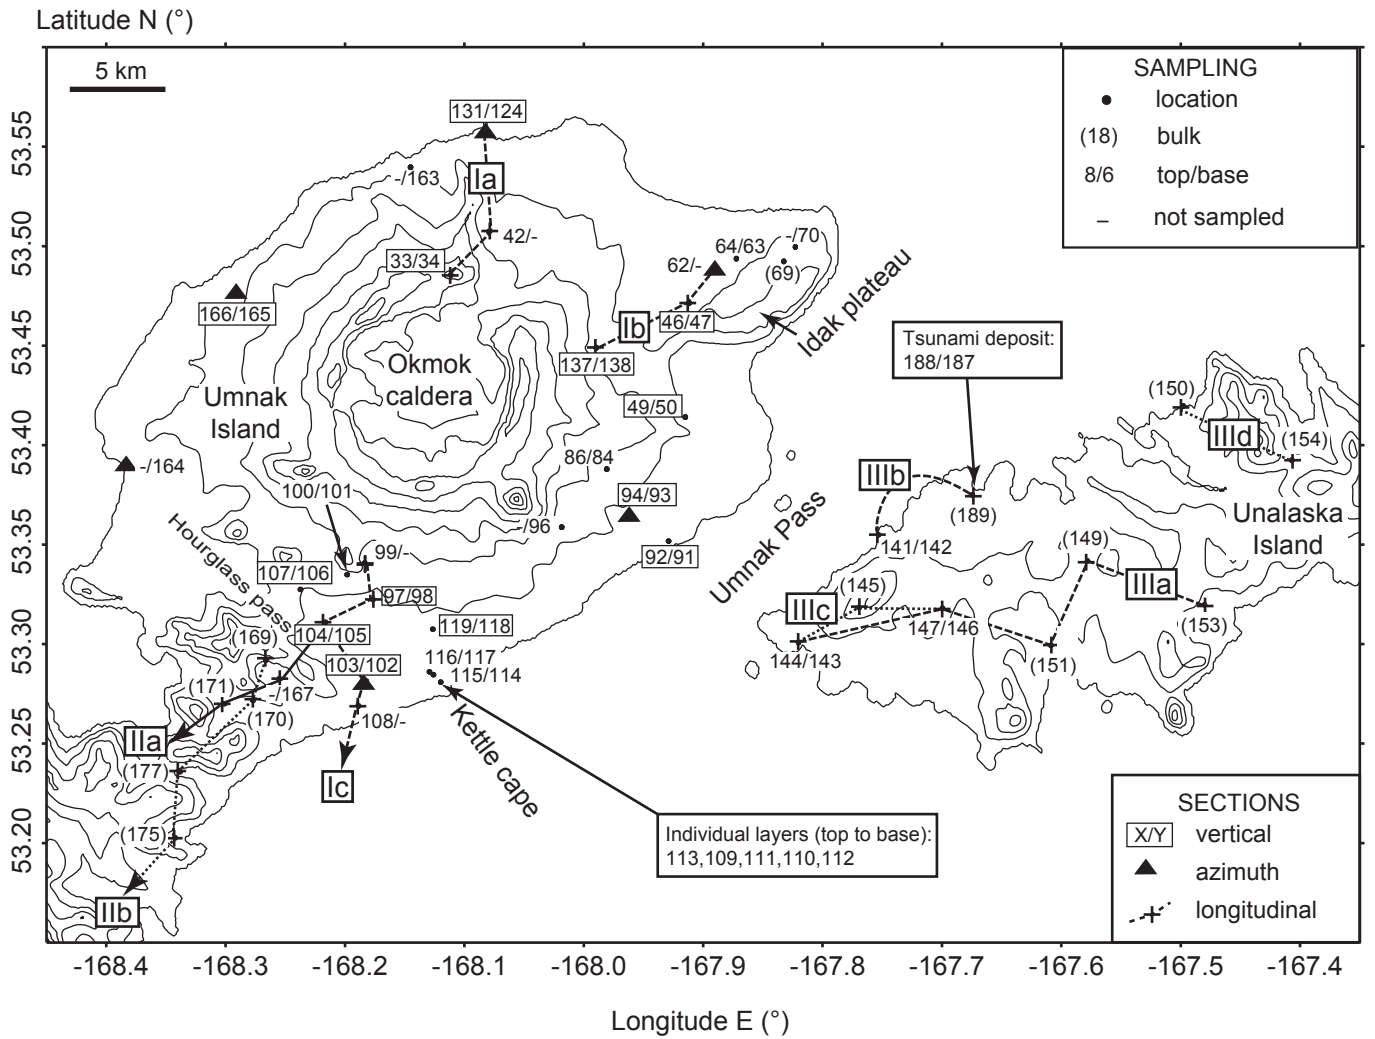 Latitude N (°)
5 km
SAMPLING
location
(18) bulk
8/6 top/base
– not sampled
53.55
53.50
53.45
53.40
53.35
53.30
53.25
53.20
131/124
Ia
-/163
42/-
33/34
166/165
64/63
-/70
62/-
(69)
Ib
46/47
Idak plateau
137/138
Okmok
caldera
Umnak
Island
49/50
86/84
-/164
100/101
94/93
-/96
92/91
Hourglass pass
99/-
107/106
97/98
104/105
119/118
(169)
103/102
116/117
115/114
(171)
-/167
(170)
108/-
IIa
(177)
Ic
Kettle cape
(175)
IIb
Umnak Pass
Tsunami deposit:
188/187
(150)
IIId
(154)
IIIb
(189)
Unalaska
Island
141/142
(149)
(145)
IIIc
IIIa
147/146
(153)
144/143
(151)
Individual layers (top to base):
113,109,111,110,112
SECTIONS
X/Y vertical
azimuth
longitudinal
-168.4 -168.3 -168.2 -168.1 -168.0 -167.9 -167.8 -167.7 -167.6 -167.5 -167.4
Longitude E (°)